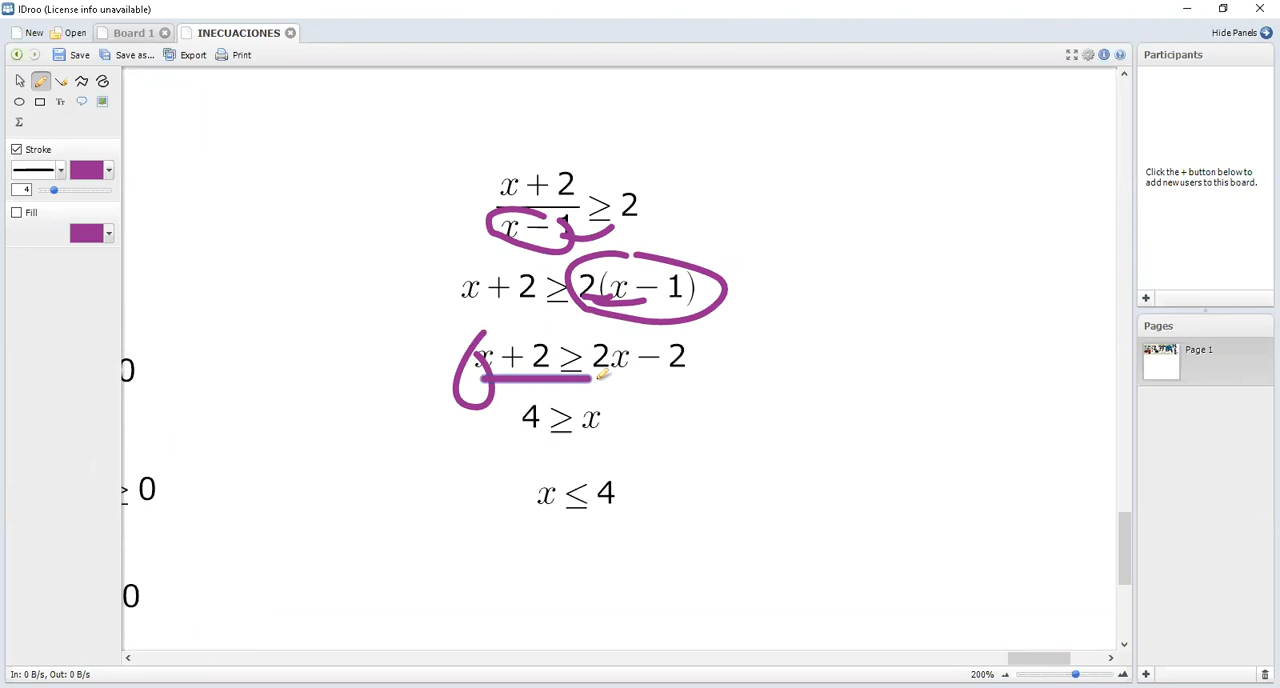 IDroo (License info unavailable)
New Open Board 1 INECUACIONES Hide Panels
Save Save as... Export Print
Participants
Click the + button below to
add new users to this board.
Tr
Σ
Stroke
4
Fill
x + 2
x − 1
≥ 2
x + 2 ≥ 2(x − 1)
x + 2 ≥ 2x − 2
4 ≥ x
x ≤ 4
0
≥ 0
0
Pages
Page 1
In: 0 B/s, Out: 0 B/s 200%